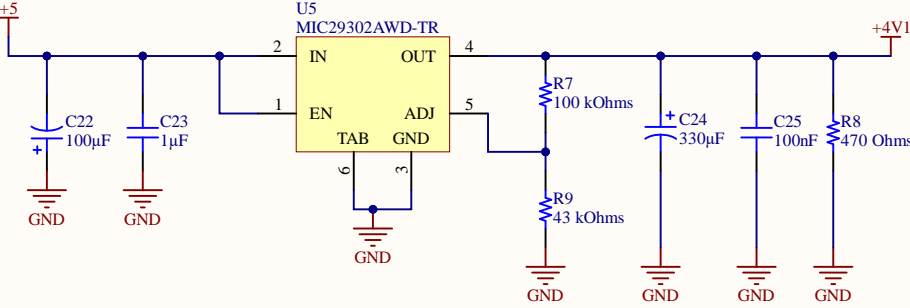 +5
U5
MIC29302AWD-TR
+4V1
2
IN
OUT
4
1
EN
ADJ
5
TAB
GND
6
3
GND
C22
100µF
+
GND
C23
1µF
GND
R7
100 kOhms
R9
43 kOhms
GND
+
C24
330µF
GND
C25
100nF
GND
R8
470 Ohms
GND